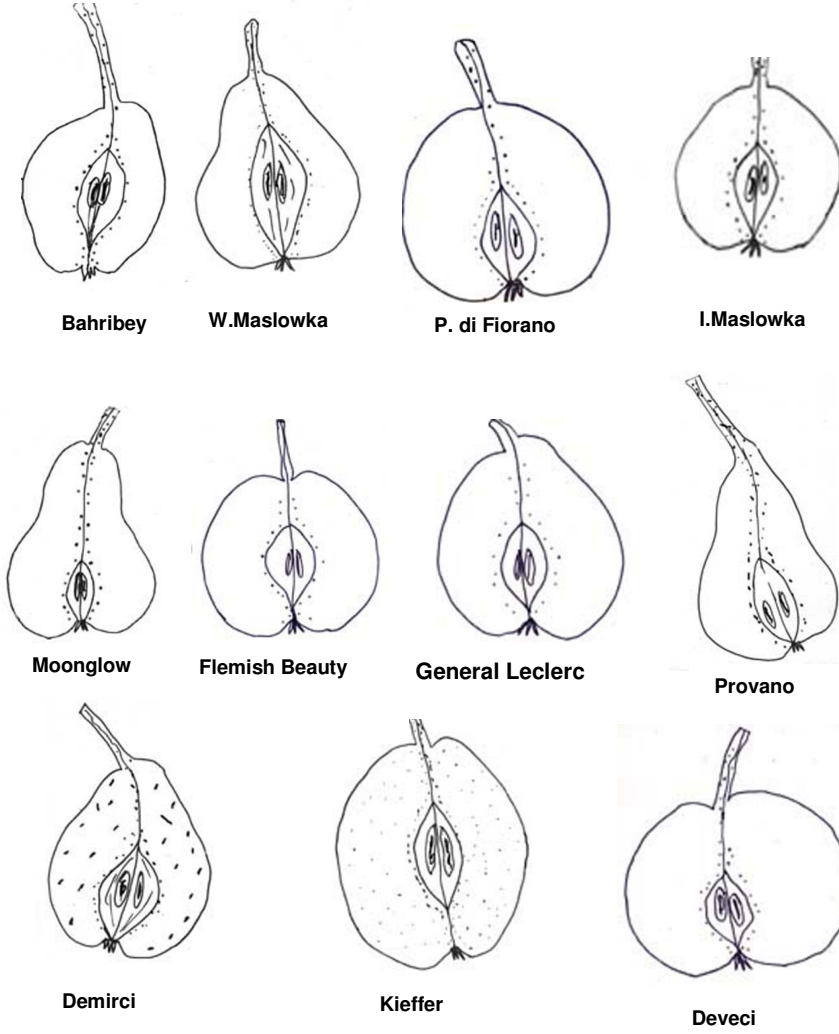 Bahribey
W.Maslowka
P. di Fiorano
I.Maslowka
Moonglow
Flemish Beauty
General Leclerc
Provano
Demirci
Kieffer
Deveci